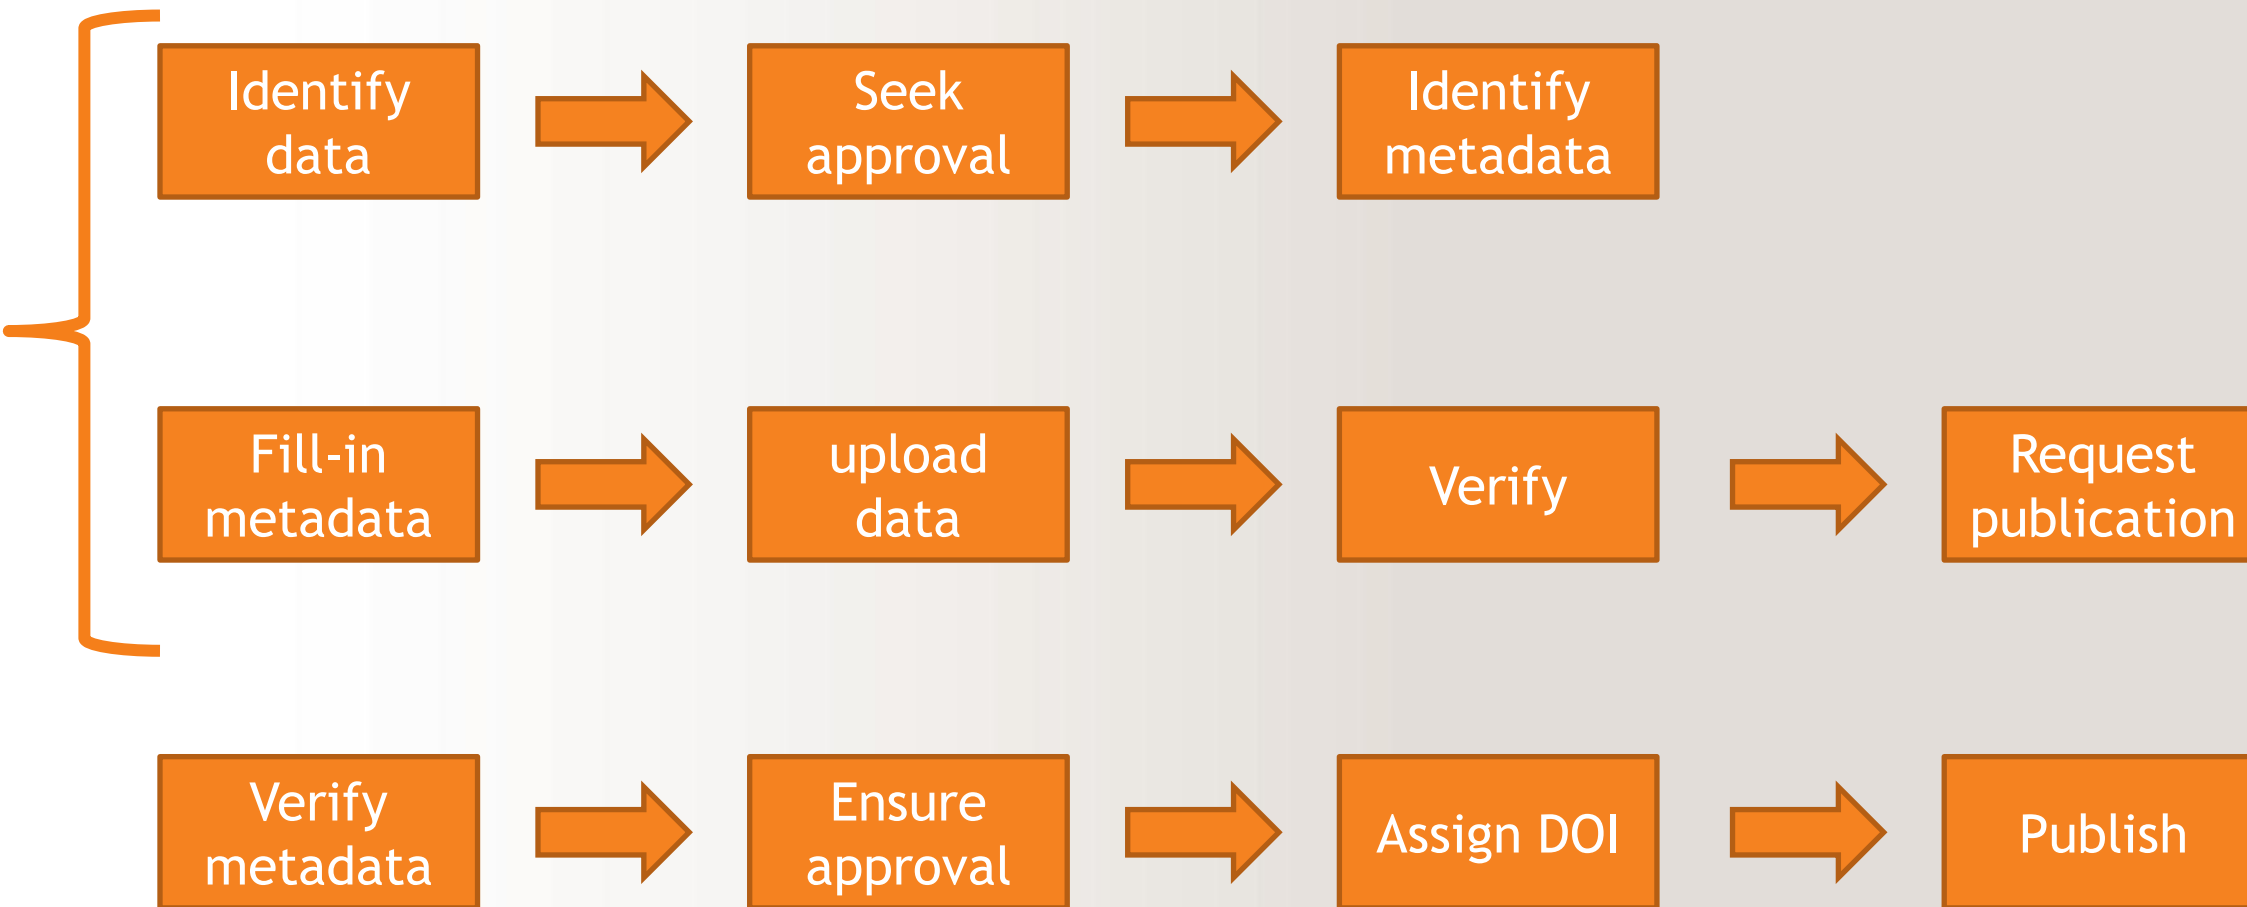 Identify
data
Seek
approval
Identify
metadata
Fill-in
metadata
upload
data
Verify
Request
publication
Verify
metadata
Ensure
approval
Assign DOI
Publish